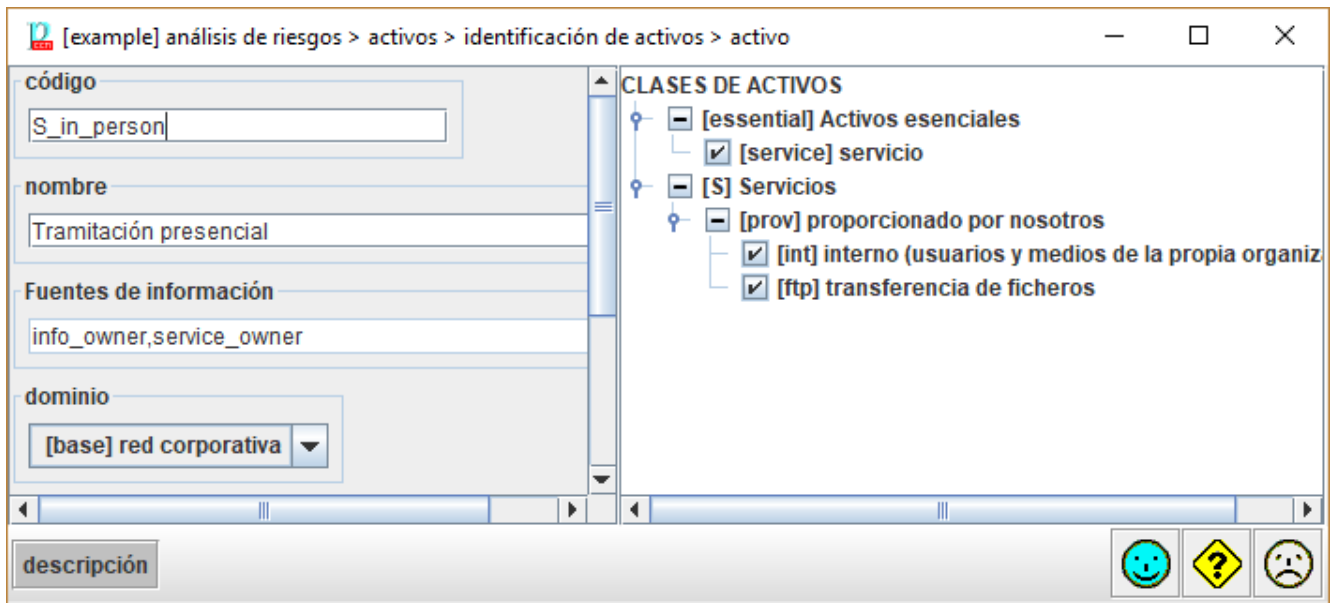 [example] análisis de riesgos > activos > identificación de activos > activo
código
S_in_person
nombre
Tramitación presencial
Fuentes de información
info_owner,service_owner
dominio
[base] red corporativa
CLASES DE ACTIVOS
[essential] Activos esenciales
[service] servicio
[S] Servicios
[prov] proporcionado por nosotros
[int] interno (usuarios y medios de la propia organiz
[ftp] transferencia de ficheros
descripción
?